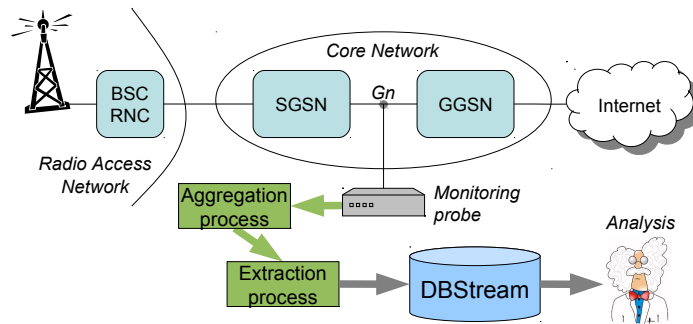 Core Network
BSC
RNC
SGSN
Gn
GGSN
Internet
Radio Access
Network
Monitoring
probe
Aggregation
process
Analysis
Extraction
process
DBStream